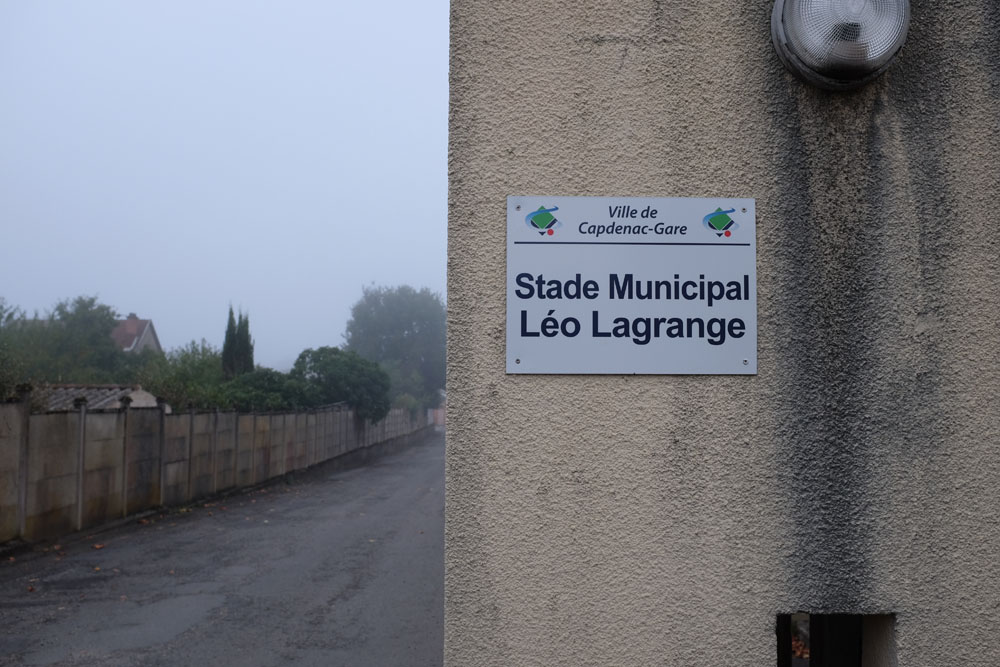 Ville de
Capdenac-Gare
Stade Municipal
Léo Lagrange